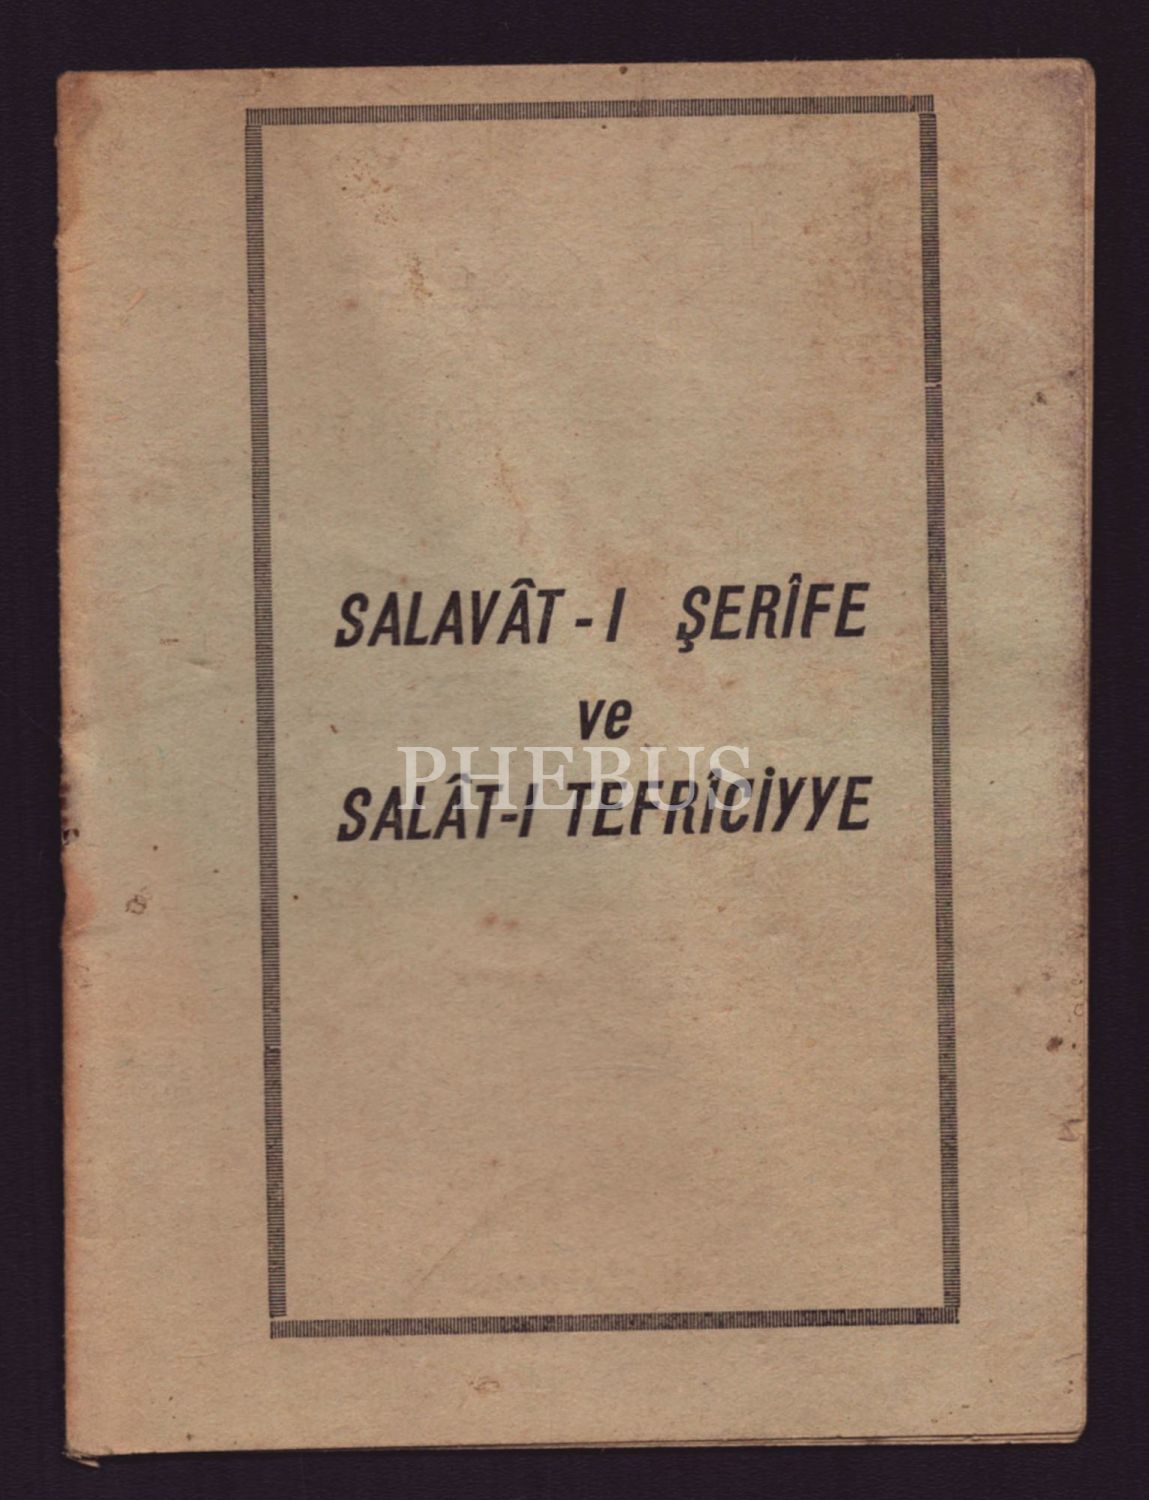 SALAVÂT-I ŞERÎFE
ve
PHEBUS
SALÂT-I TEFRÎCİYYE